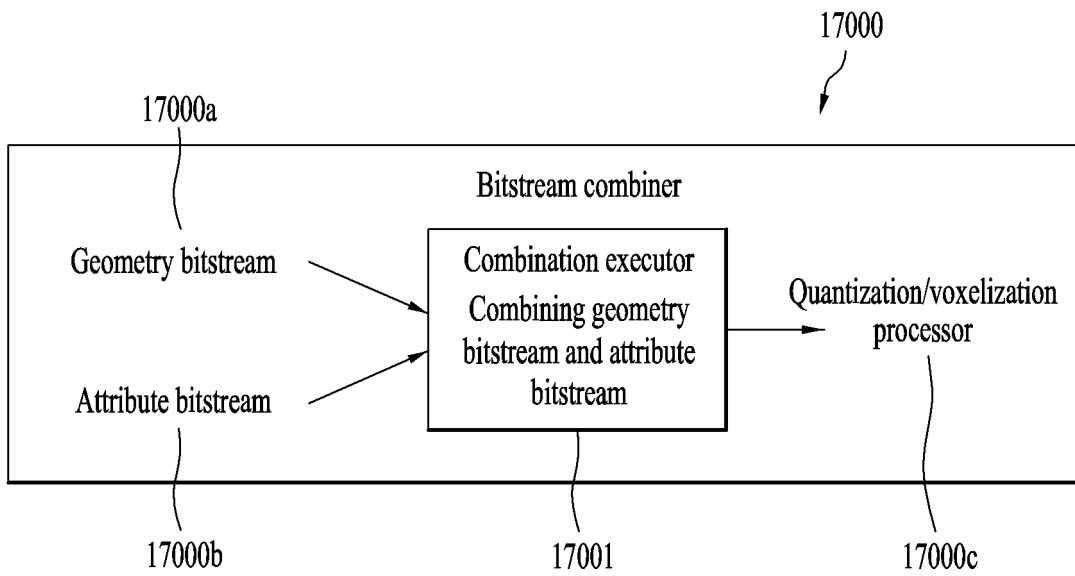 17000
17000a
Bitstream combiner
Geometry bitstream
Attribute bitstream
Combination executor
Combining geometry
bitstream and attribute
bitstream
Quantization/voxelization
processor
17000b
17001
17000c